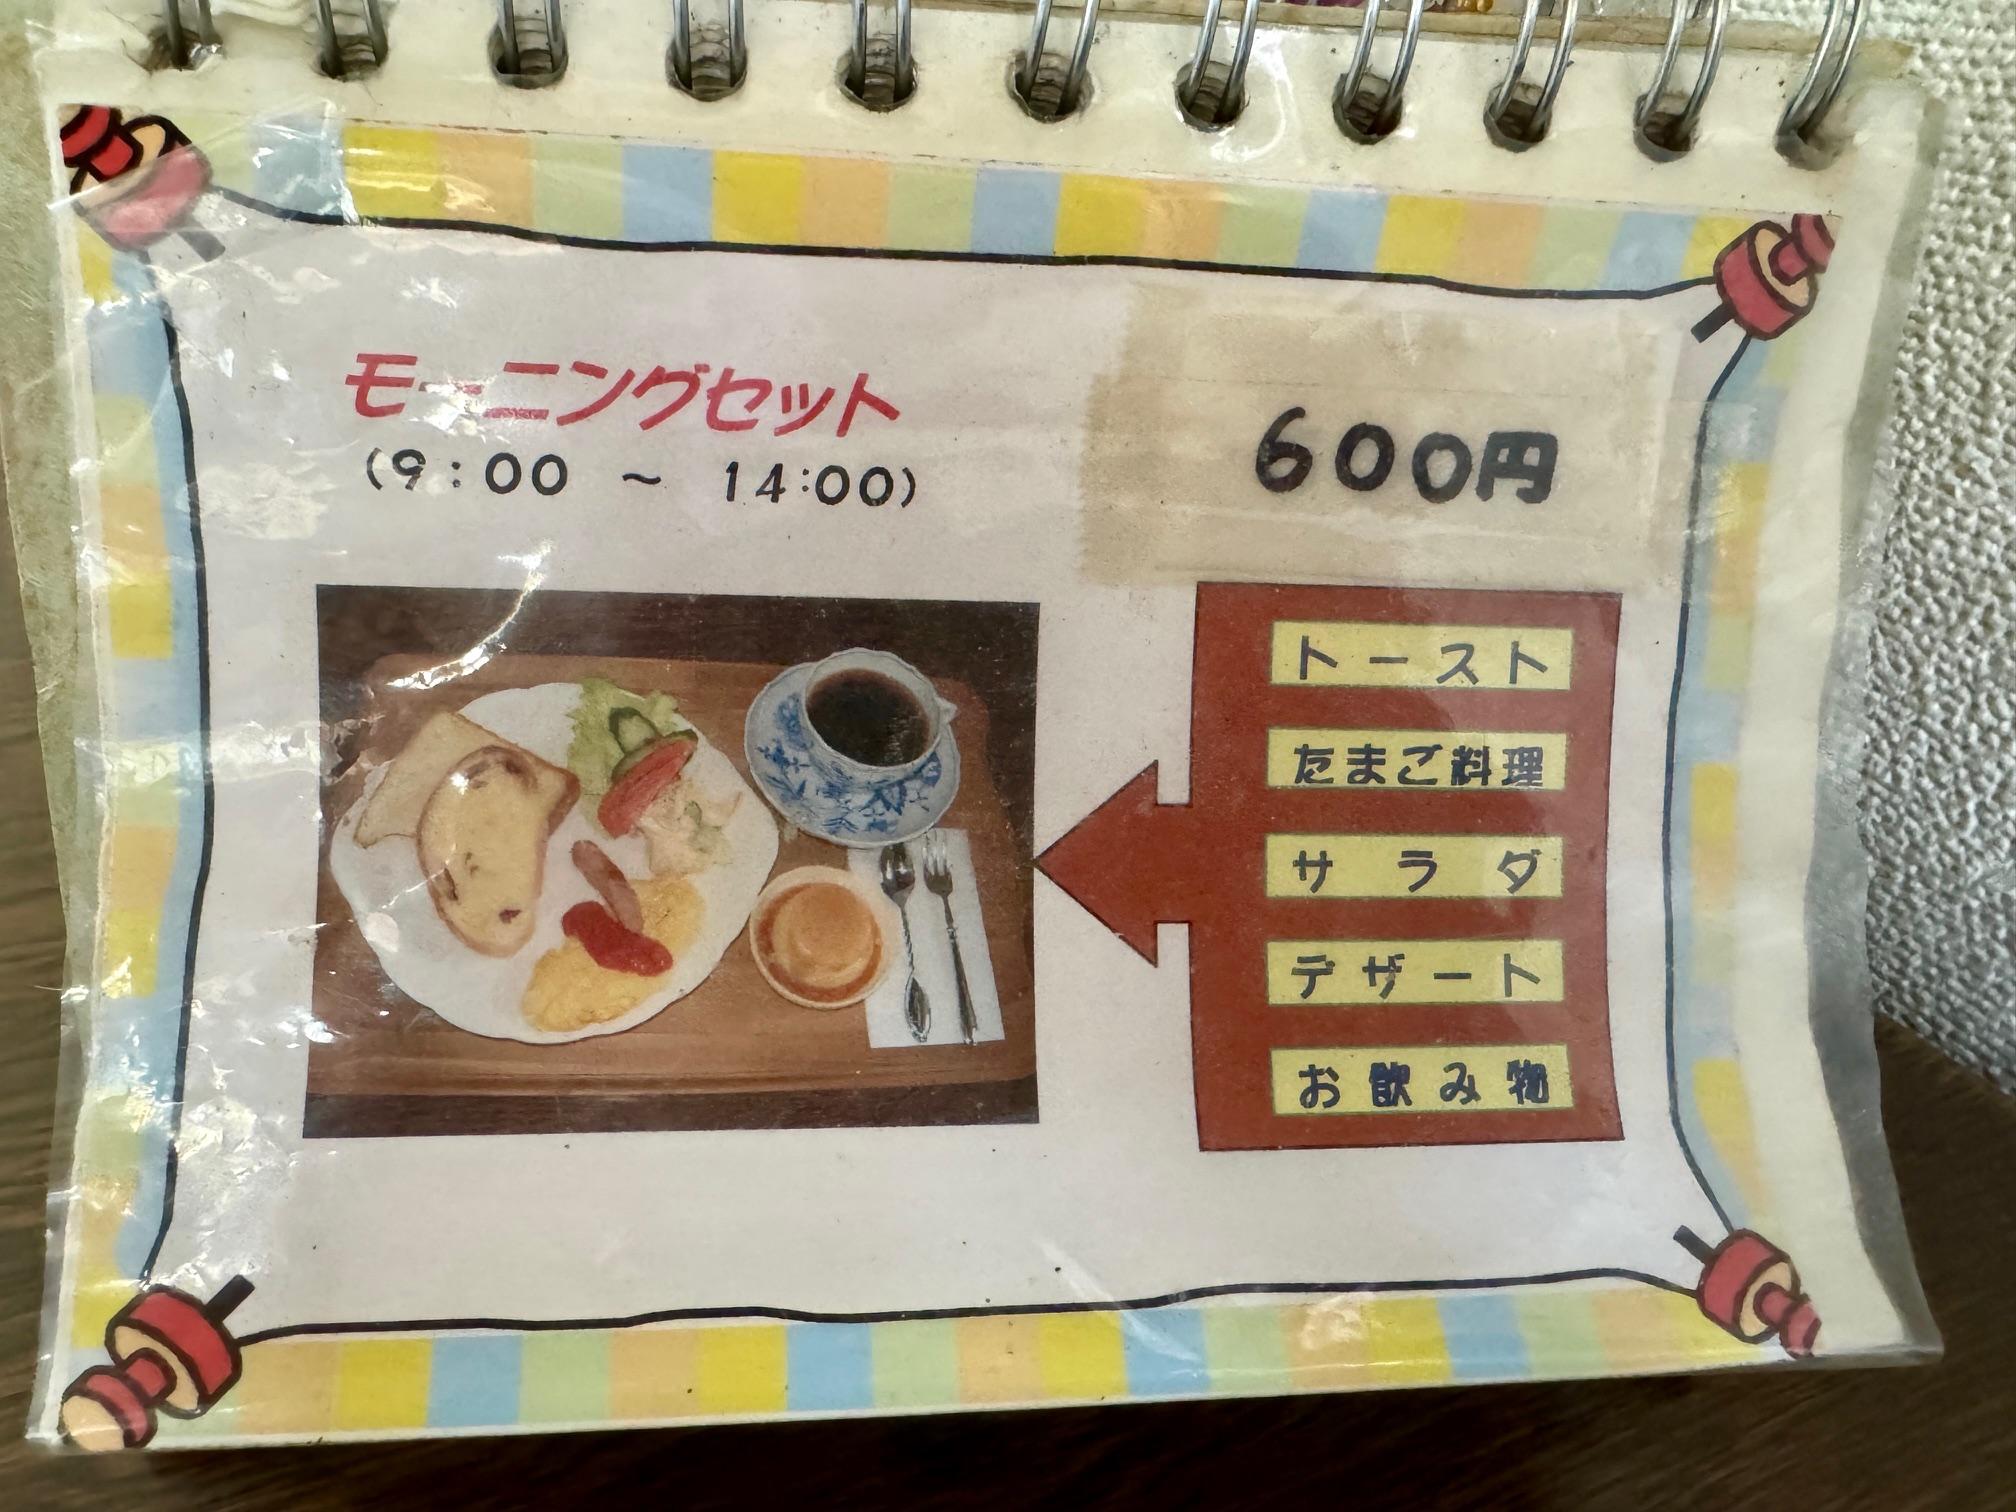 モーニングセット
(9:00 ～ 14:00)
600円
トースト
たまご料理
サラダ
デザート
お飲み物